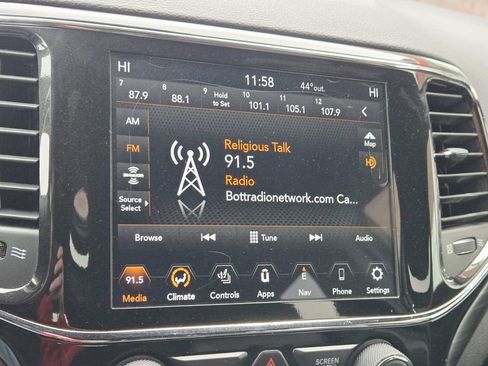 HI 11:58 44°out. HI
7 8 10 11 12
87.9 88.1 Hold to Set 101.1 105.1 107.9
AM
FM
Religious Talk
91.5
Radio
Bottradionetwork.com Ca...
Map
HD
SiriusXM
Source Select
Browse Tune Audio
91.5 E
Media Climate Controls Apps Nav Phone Settings
SCREEN